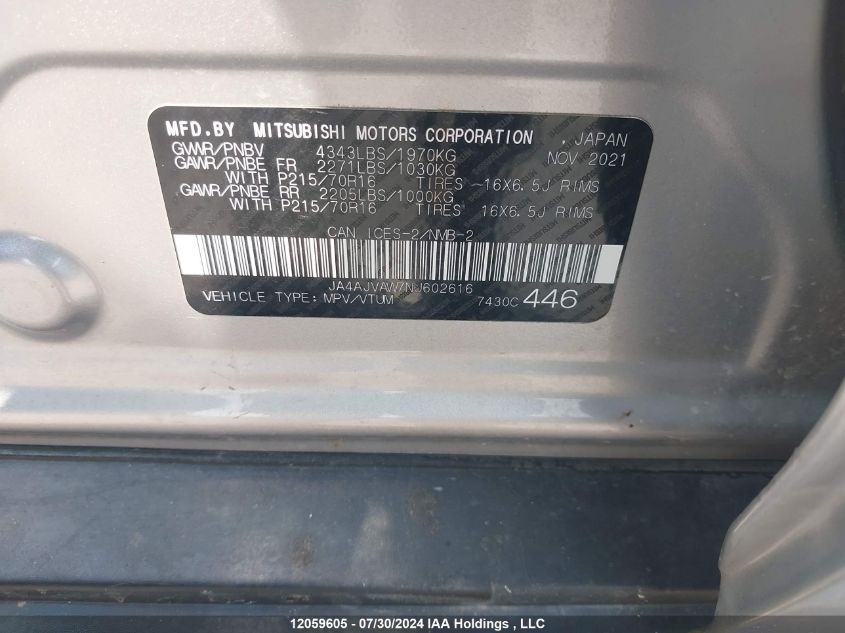 MFD.BY MITSUBISHI MOTORS CORPORATION , JAPAN
GVWR/PNBV 4343LBS/1970KG NOV 2021
GAWR/PNBE FR 2271LBS/1030KG
WITH P215/70R16 TIRES 16X6.5J RIMS
GAWR/PNBE RR 2205LBS/1000KG
WITH P215/70R16 TIRES 16X6.5J RIMS
CAN ICES-2/NMB-2
JA4AJVAW7NJ602616
VEHICLE TYPE: MPV/VTUM 7430C 446
12059605 - 07/30/2024 IAA Holdings , LLC